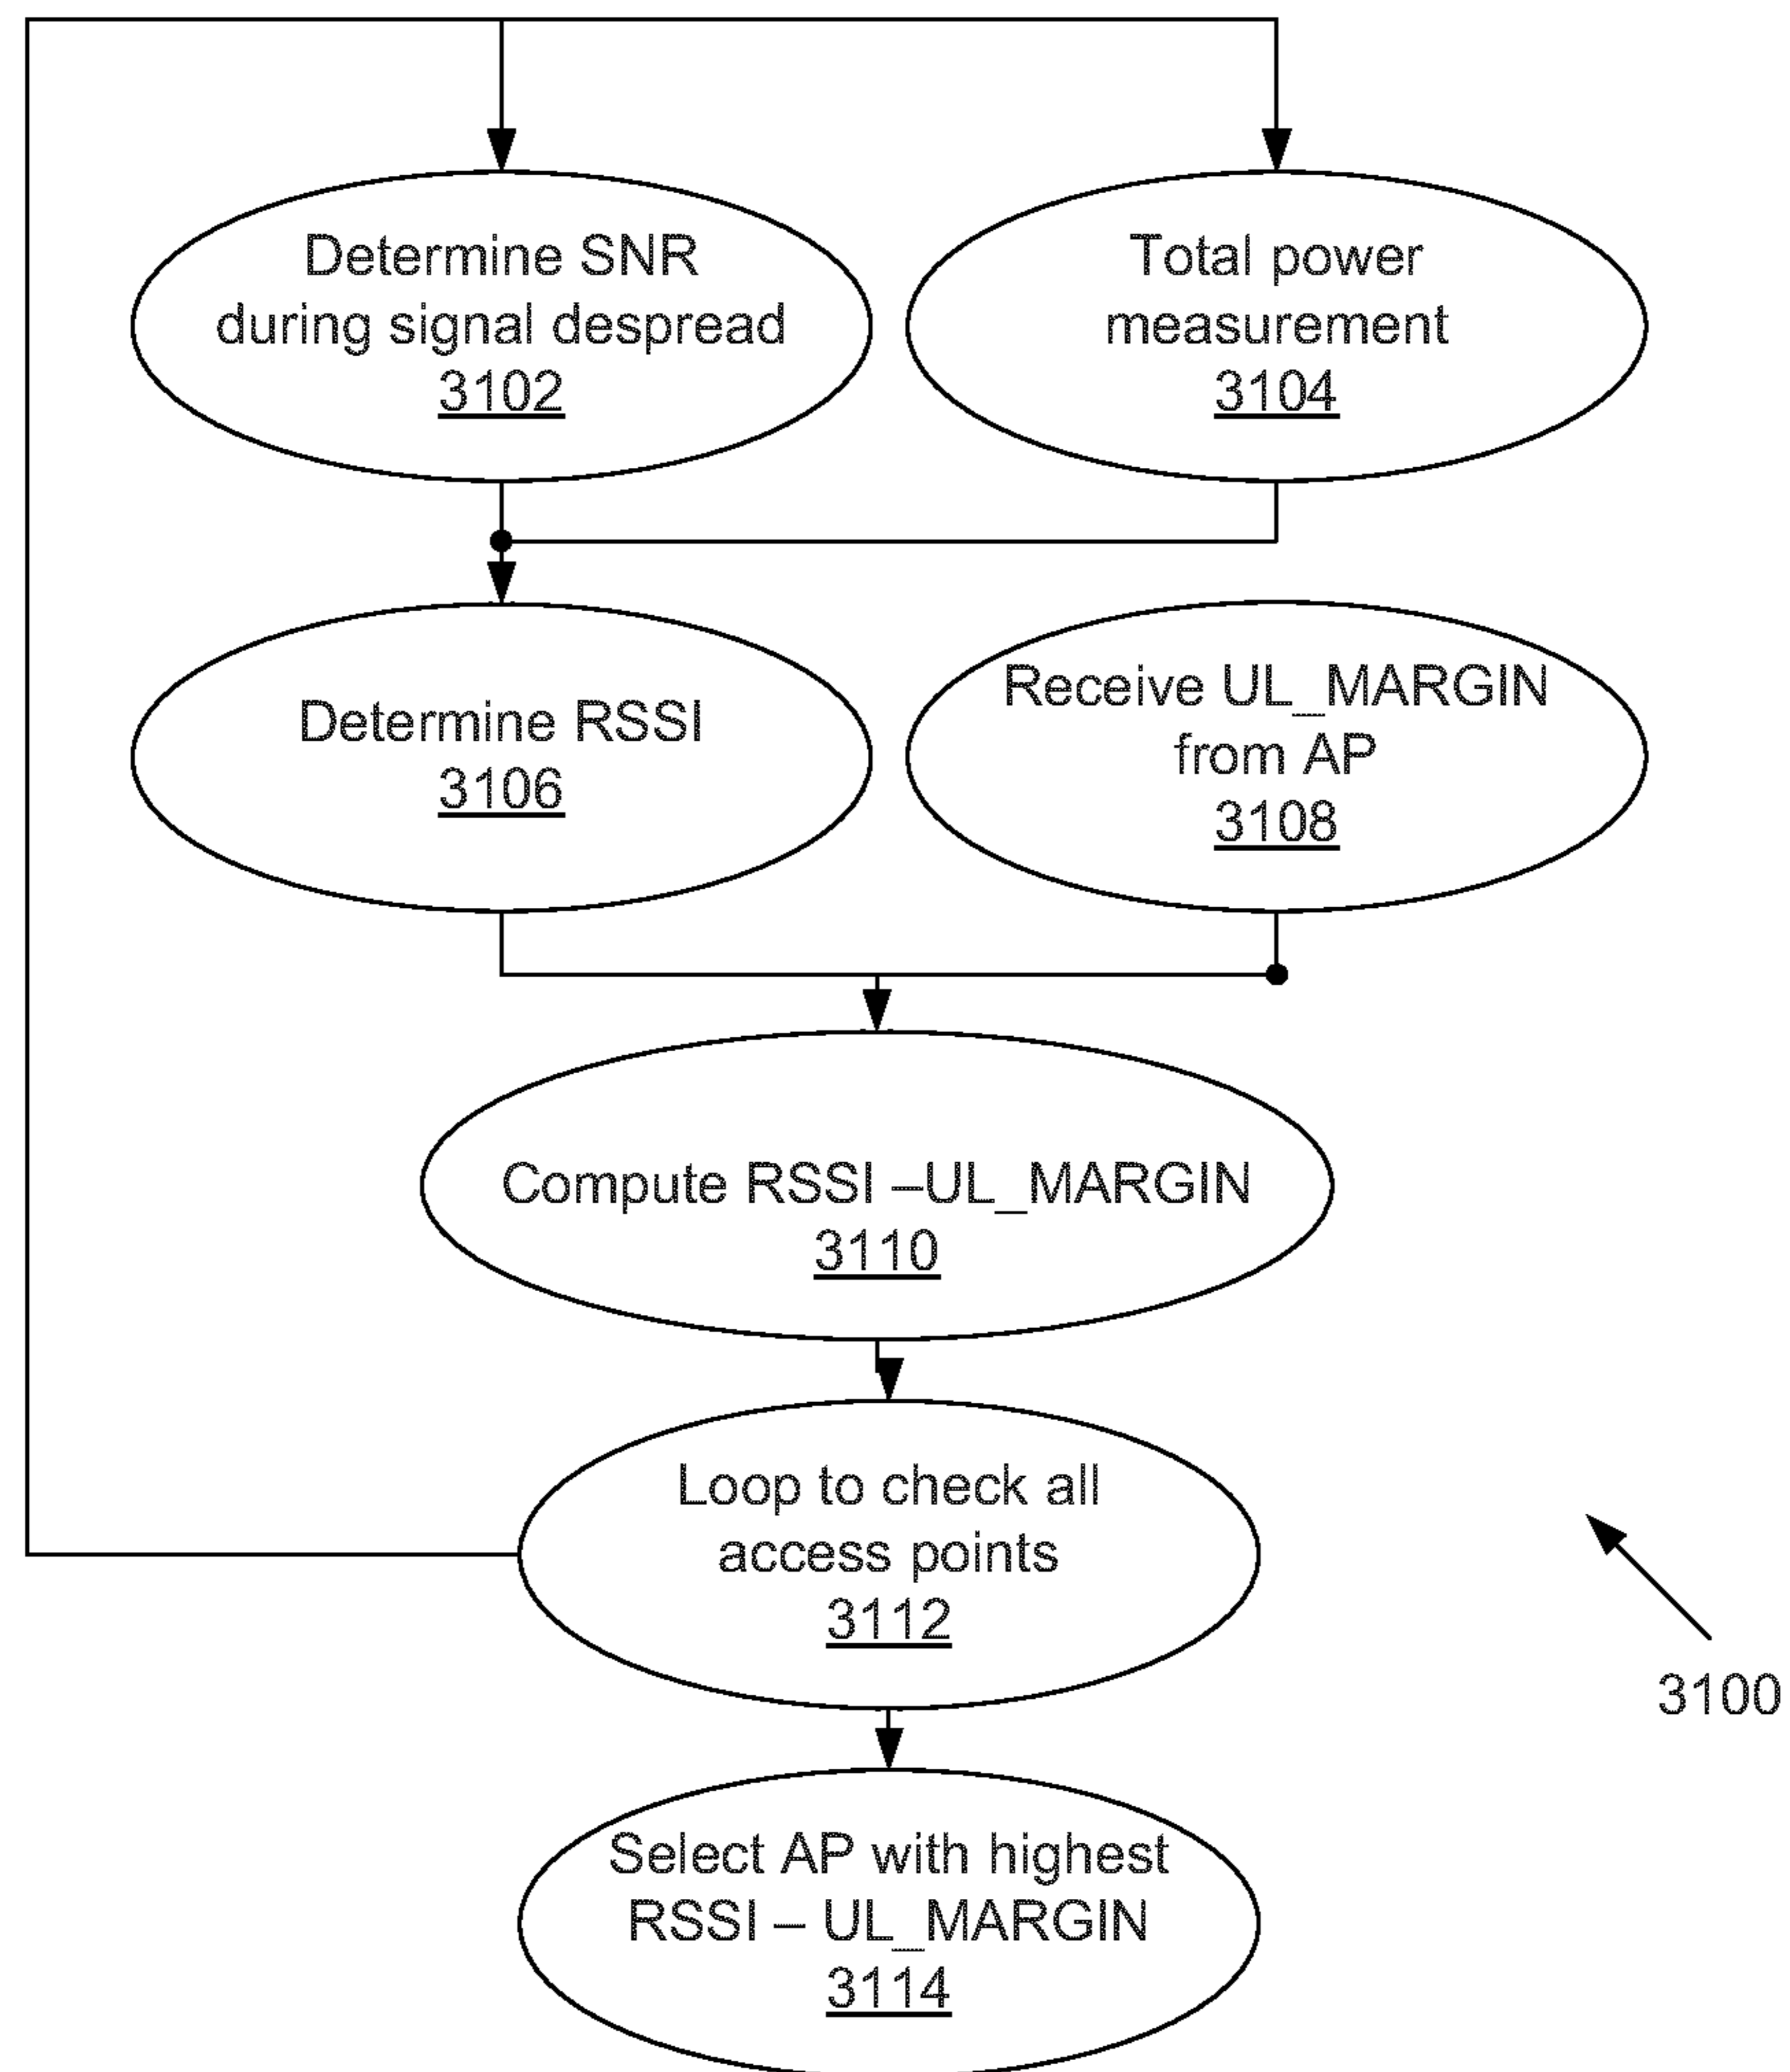 Determine SNR
during signal despread
3102
Total power
measurement
3104
Determine RSSI
3106
Receive UL_MARGIN
from AP
3108
Compute RSSI –UL_MARGIN
3110
Loop to check all
access points
3112
3100
Select AP with highest
RSSI – UL_MARGIN
3114